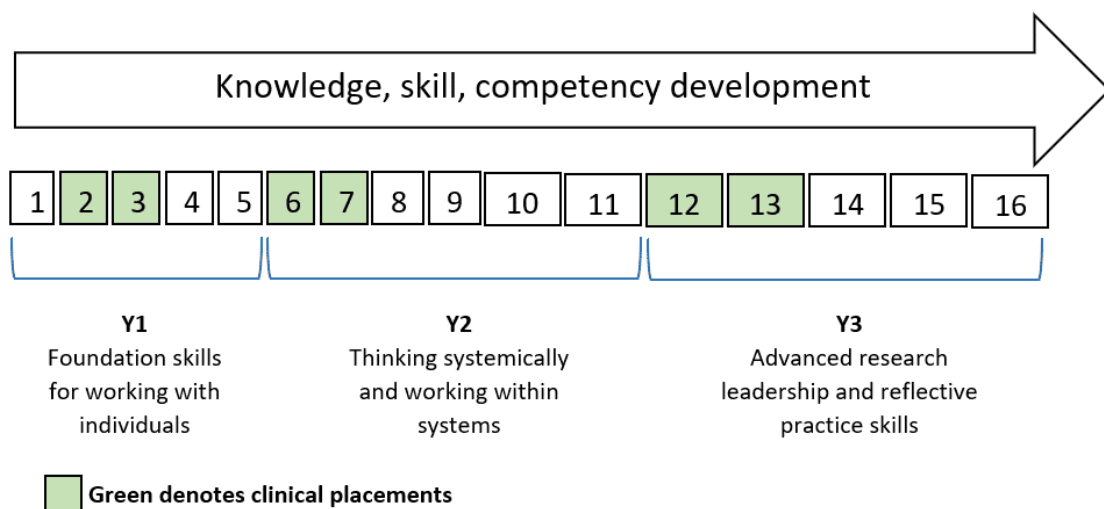 Knowledge, skill, competency development
1 2 3 4 5 6 7 8 9 10 11 12 13 14 15 16
Y1
Foundation skills
for working with
individuals
Y2
Thinking systemically
and working within
systems
Y3
Advanced research
leadership and reflective
practice skills
Green denotes clinical placements